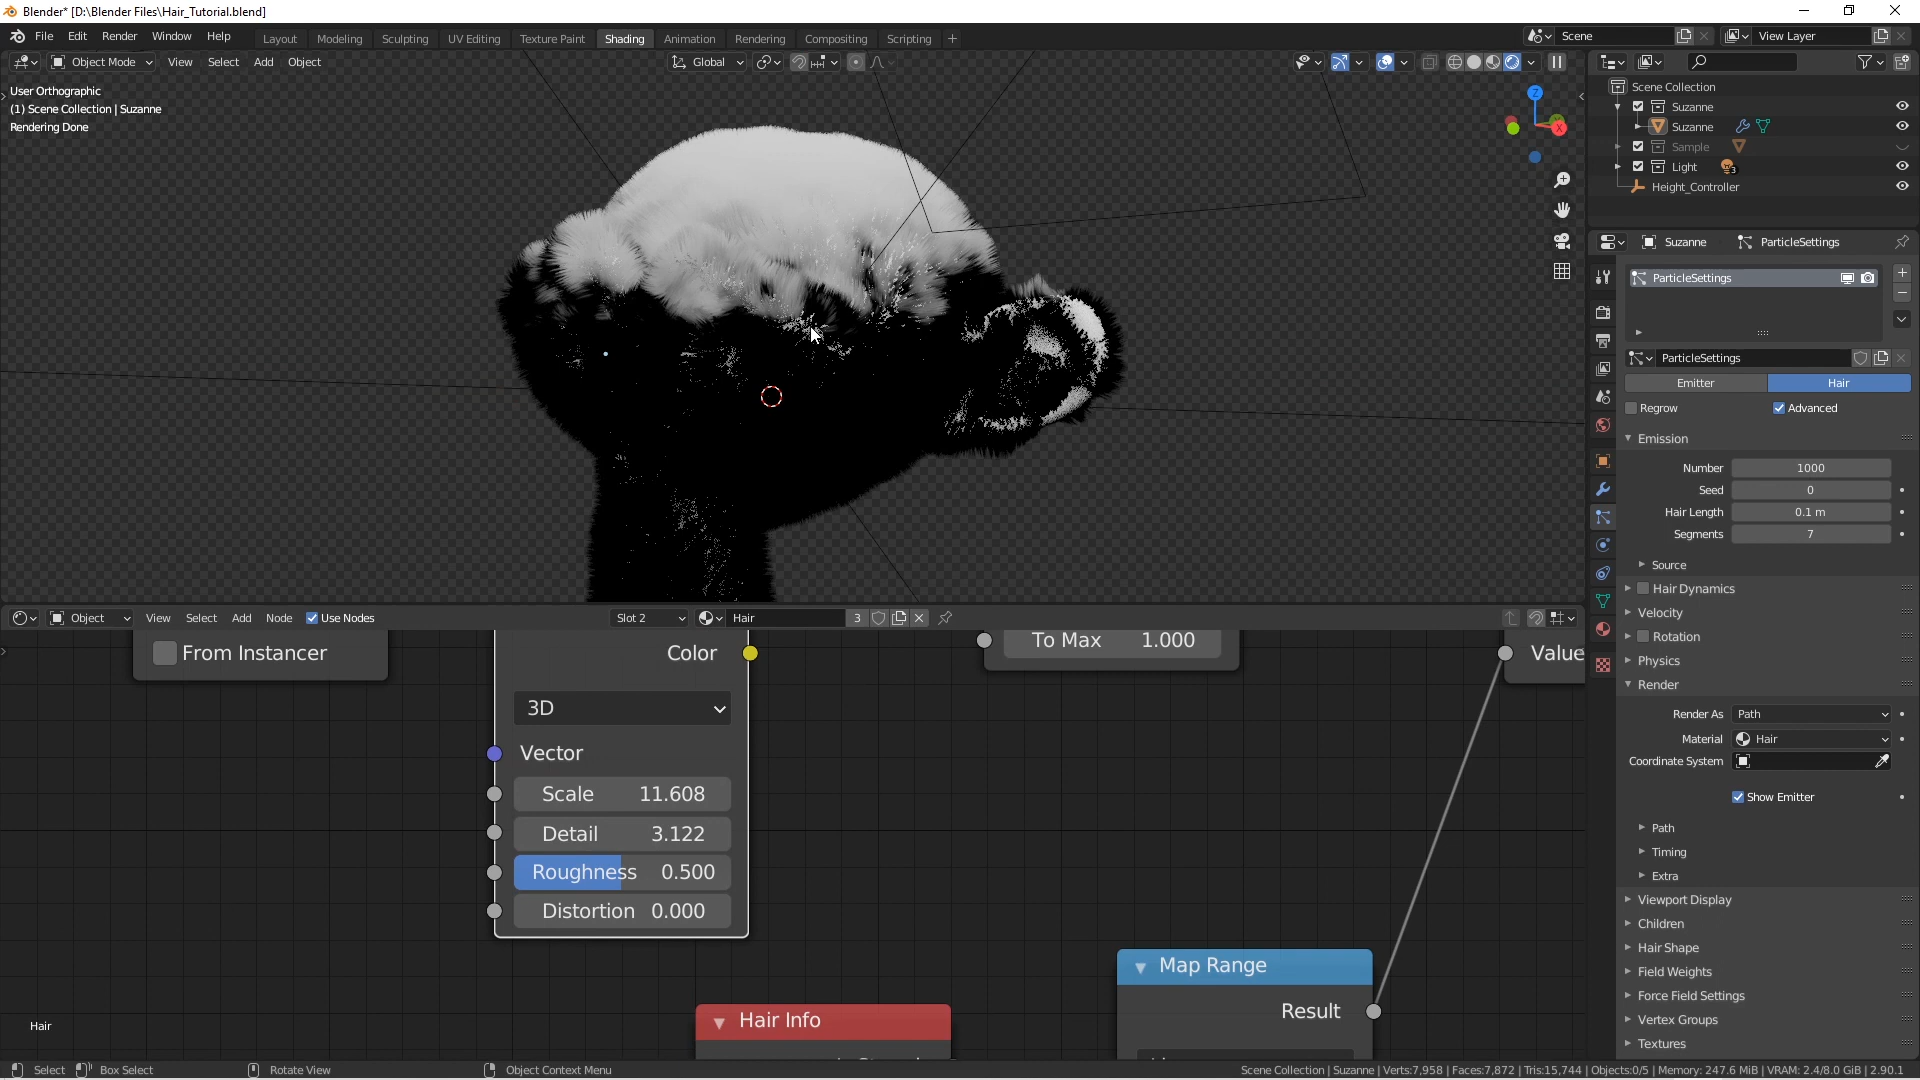 Blender* [D:\Blender Files\Hair_Tutorial.blend]
File Edit Render Window Help Layout Modeling Sculpting UV Editing Texture Paint Shading Animation Rendering Compositing Scripting Scene View Layer
Object Mode View Select Add Object Global
User Orthographic
(1) Scene Collection | Suzanne
Rendering Done
Z
X
Scene Collection
Suzanne
Suzanne
Sample
Light 3
Height_Controller
Suzanne ParticleSettings
ParticleSettings
ParticleSettings
Emitter Hair
Regrow Advanced
Emission
Number 1000
Seed 0
Hair Length 0.1 m
Segments 7
Source
Hair Dynamics
Velocity
Rotation
Physics
Render
Render As Path
Material Hair
Coordinate System
Show Emitter
Path
Timing
Extra
Viewport Display
Children
Hair Shape
Field Weights
Force Field Settings
Vertex Groups
Textures
Object View Select Add Node Use Nodes Slot 2 Hair 3
From Instancer
Color
3D
Vector
Scale 11.608
Detail 3.122
Roughness 0.500
Distortion 0.000
To Max 1.000
Value
Map Range
Result
Hair Info
Hair
Select Box Select Rotate View Object Context Menu
Scene Collection | Suzanne | Verts:7,958 | Faces:7,872 | Tris:15,744 | Objects:0/5 | Memory: 247.6 MiB | VRAM: 2.4/8.0 GiB | 2.90.1